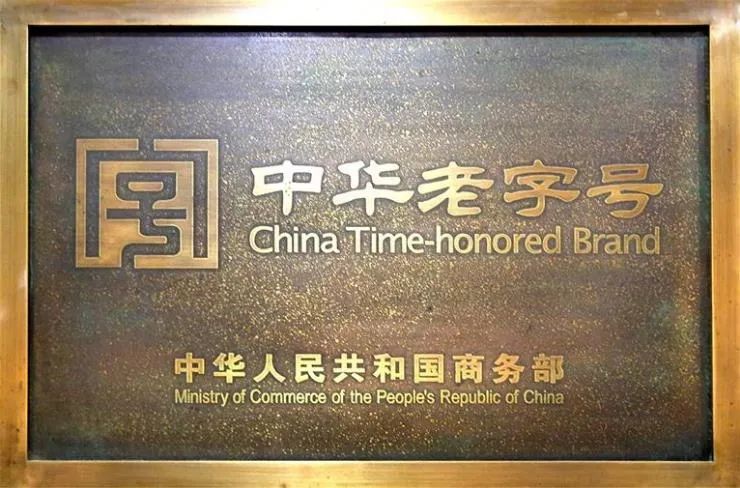 中华老字号
China Time-honored Brand
中华人民共和国商务部
Ministry of Commerce of the People's Republic of China